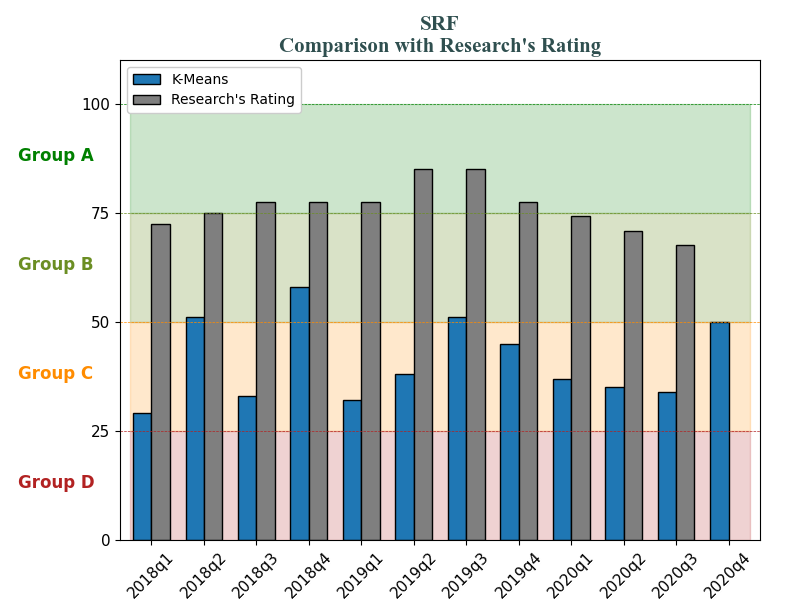 SRF
Comparison with Research's Rating
K-Means
Research's Rating
100
Group A
75
Group B
50
Group C
25
Group D
0
2018q1
2018q2
2018q3
2018q4
2019q1
2019q2
2019q3
2019q4
2020q1
2020q2
2020q3
2020q4